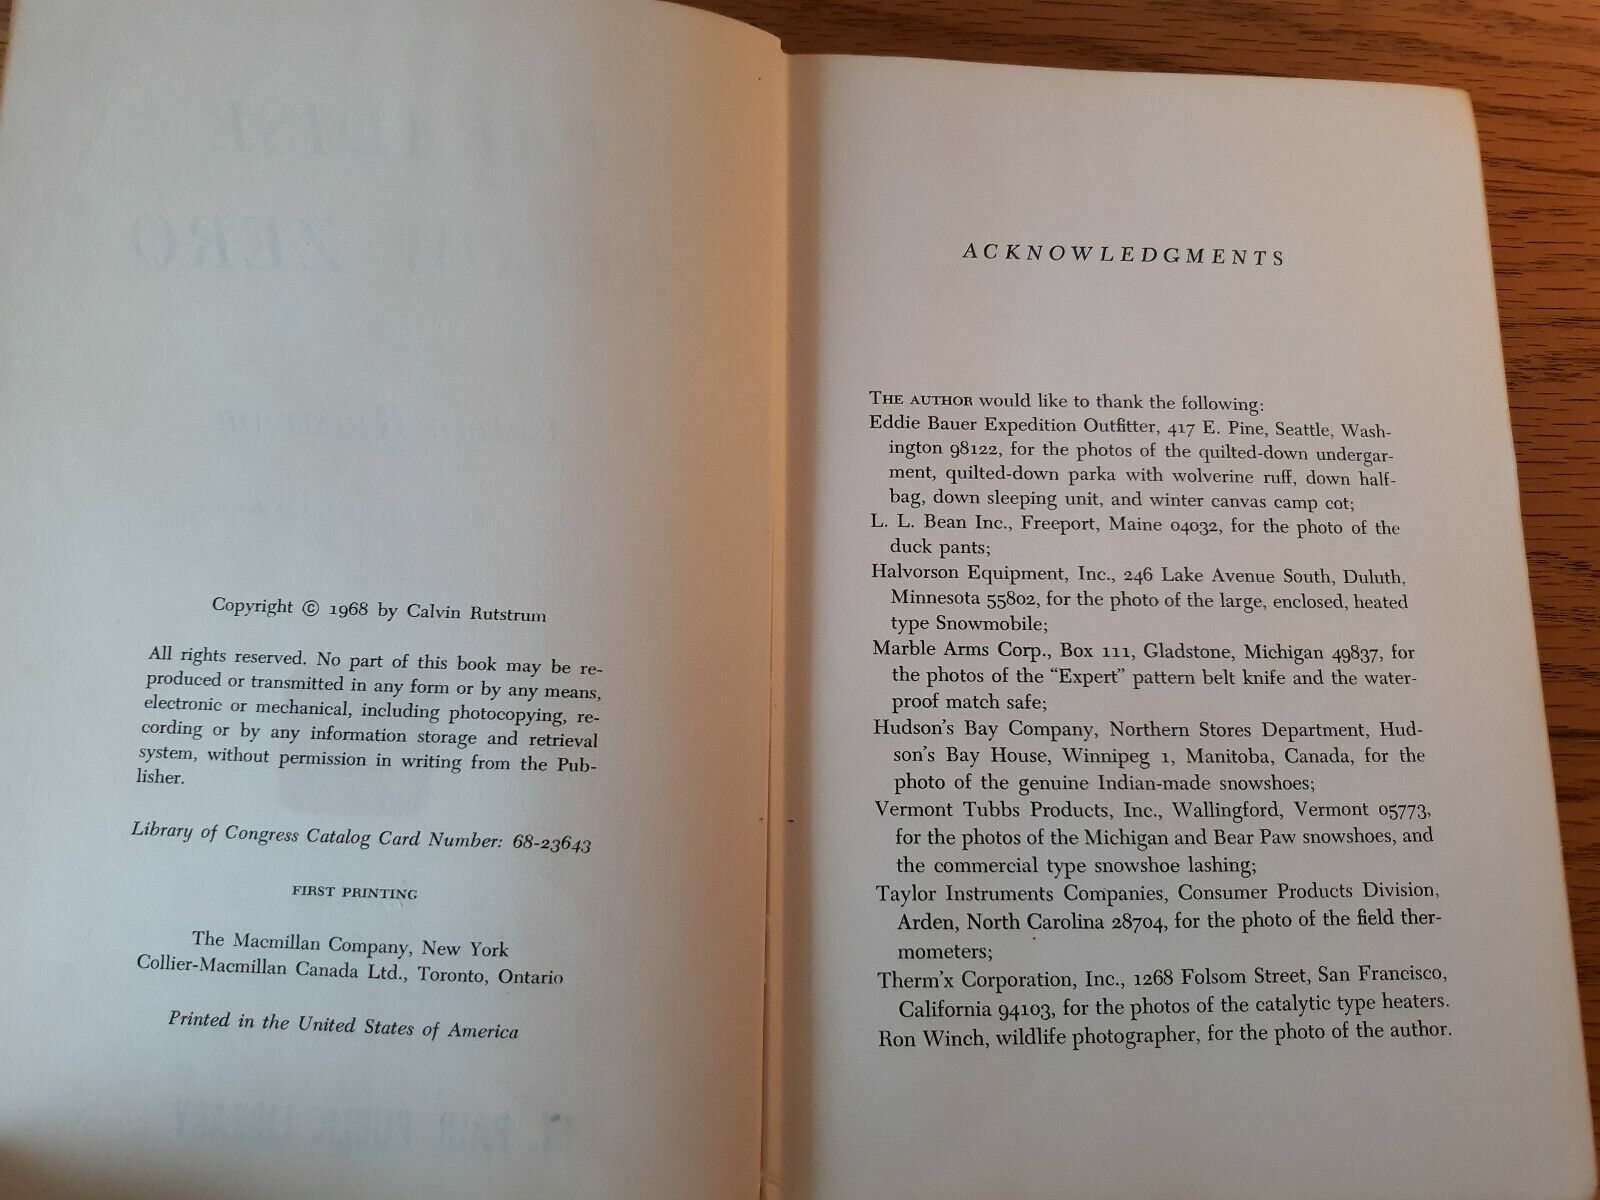 Copyright © 1968 by Calvin Rutstrum
All rights reserved. No part of this book may be re-
produced or transmitted in any form or by any means,
electronic or mechanical, including photocopying, re-
cording or by any information storage and retrieval
system, without permission in writing from the Pub-
lisher.
Library of Congress Catalog Card Number: 68-23643
FIRST PRINTING
The Macmillan Company, New York
Collier-Macmillan Canada Ltd., Toronto, Ontario
Printed in the United States of America
ACKNOWLEDGMENTS
THE AUTHOR would like to thank the following:
Eddie Bauer Expedition Outfitter, 417 E. Pine, Seattle, Wash-
ington 98122, for the photos of the quilted-down undergar-
ment, quilted-down parka with wolverine ruff, down half-
bag, down sleeping unit, and winter canvas camp cot;
L. L. Bean Inc., Freeport, Maine 04032, for the photo of the
duck pants;
Halvorson Equipment, Inc., 246 Lake Avenue South, Duluth,
Minnesota 55802, for the photo of the large, enclosed, heated
type Snowmobile;
Marble Arms Corp., Box 111, Gladstone, Michigan 49837, for
the photos of the "Expert" pattern belt knife and the water-
proof match safe;
Hudson's Bay Company, Northern Stores Department, Hud-
son's Bay House, Winnipeg 1, Manitoba, Canada, for the
photo of the genuine Indian-made snowshoes;
Vermont Tubbs Products, Inc., Wallingford, Vermont 05773,
for the photos of the Michigan and Bear Paw snowshoes, and
the commercial type snowshoe lashing;
Taylor Instruments Companies, Consumer Products Division,
Arden, North Carolina 28704, for the photo of the field ther-
mometers;
Therm'x Corporation, Inc., 1268 Folsom Street, San Francisco,
California 94103, for the photos of the catalytic type heaters.
Ron Winch, wildlife photographer, for the photo of the author.